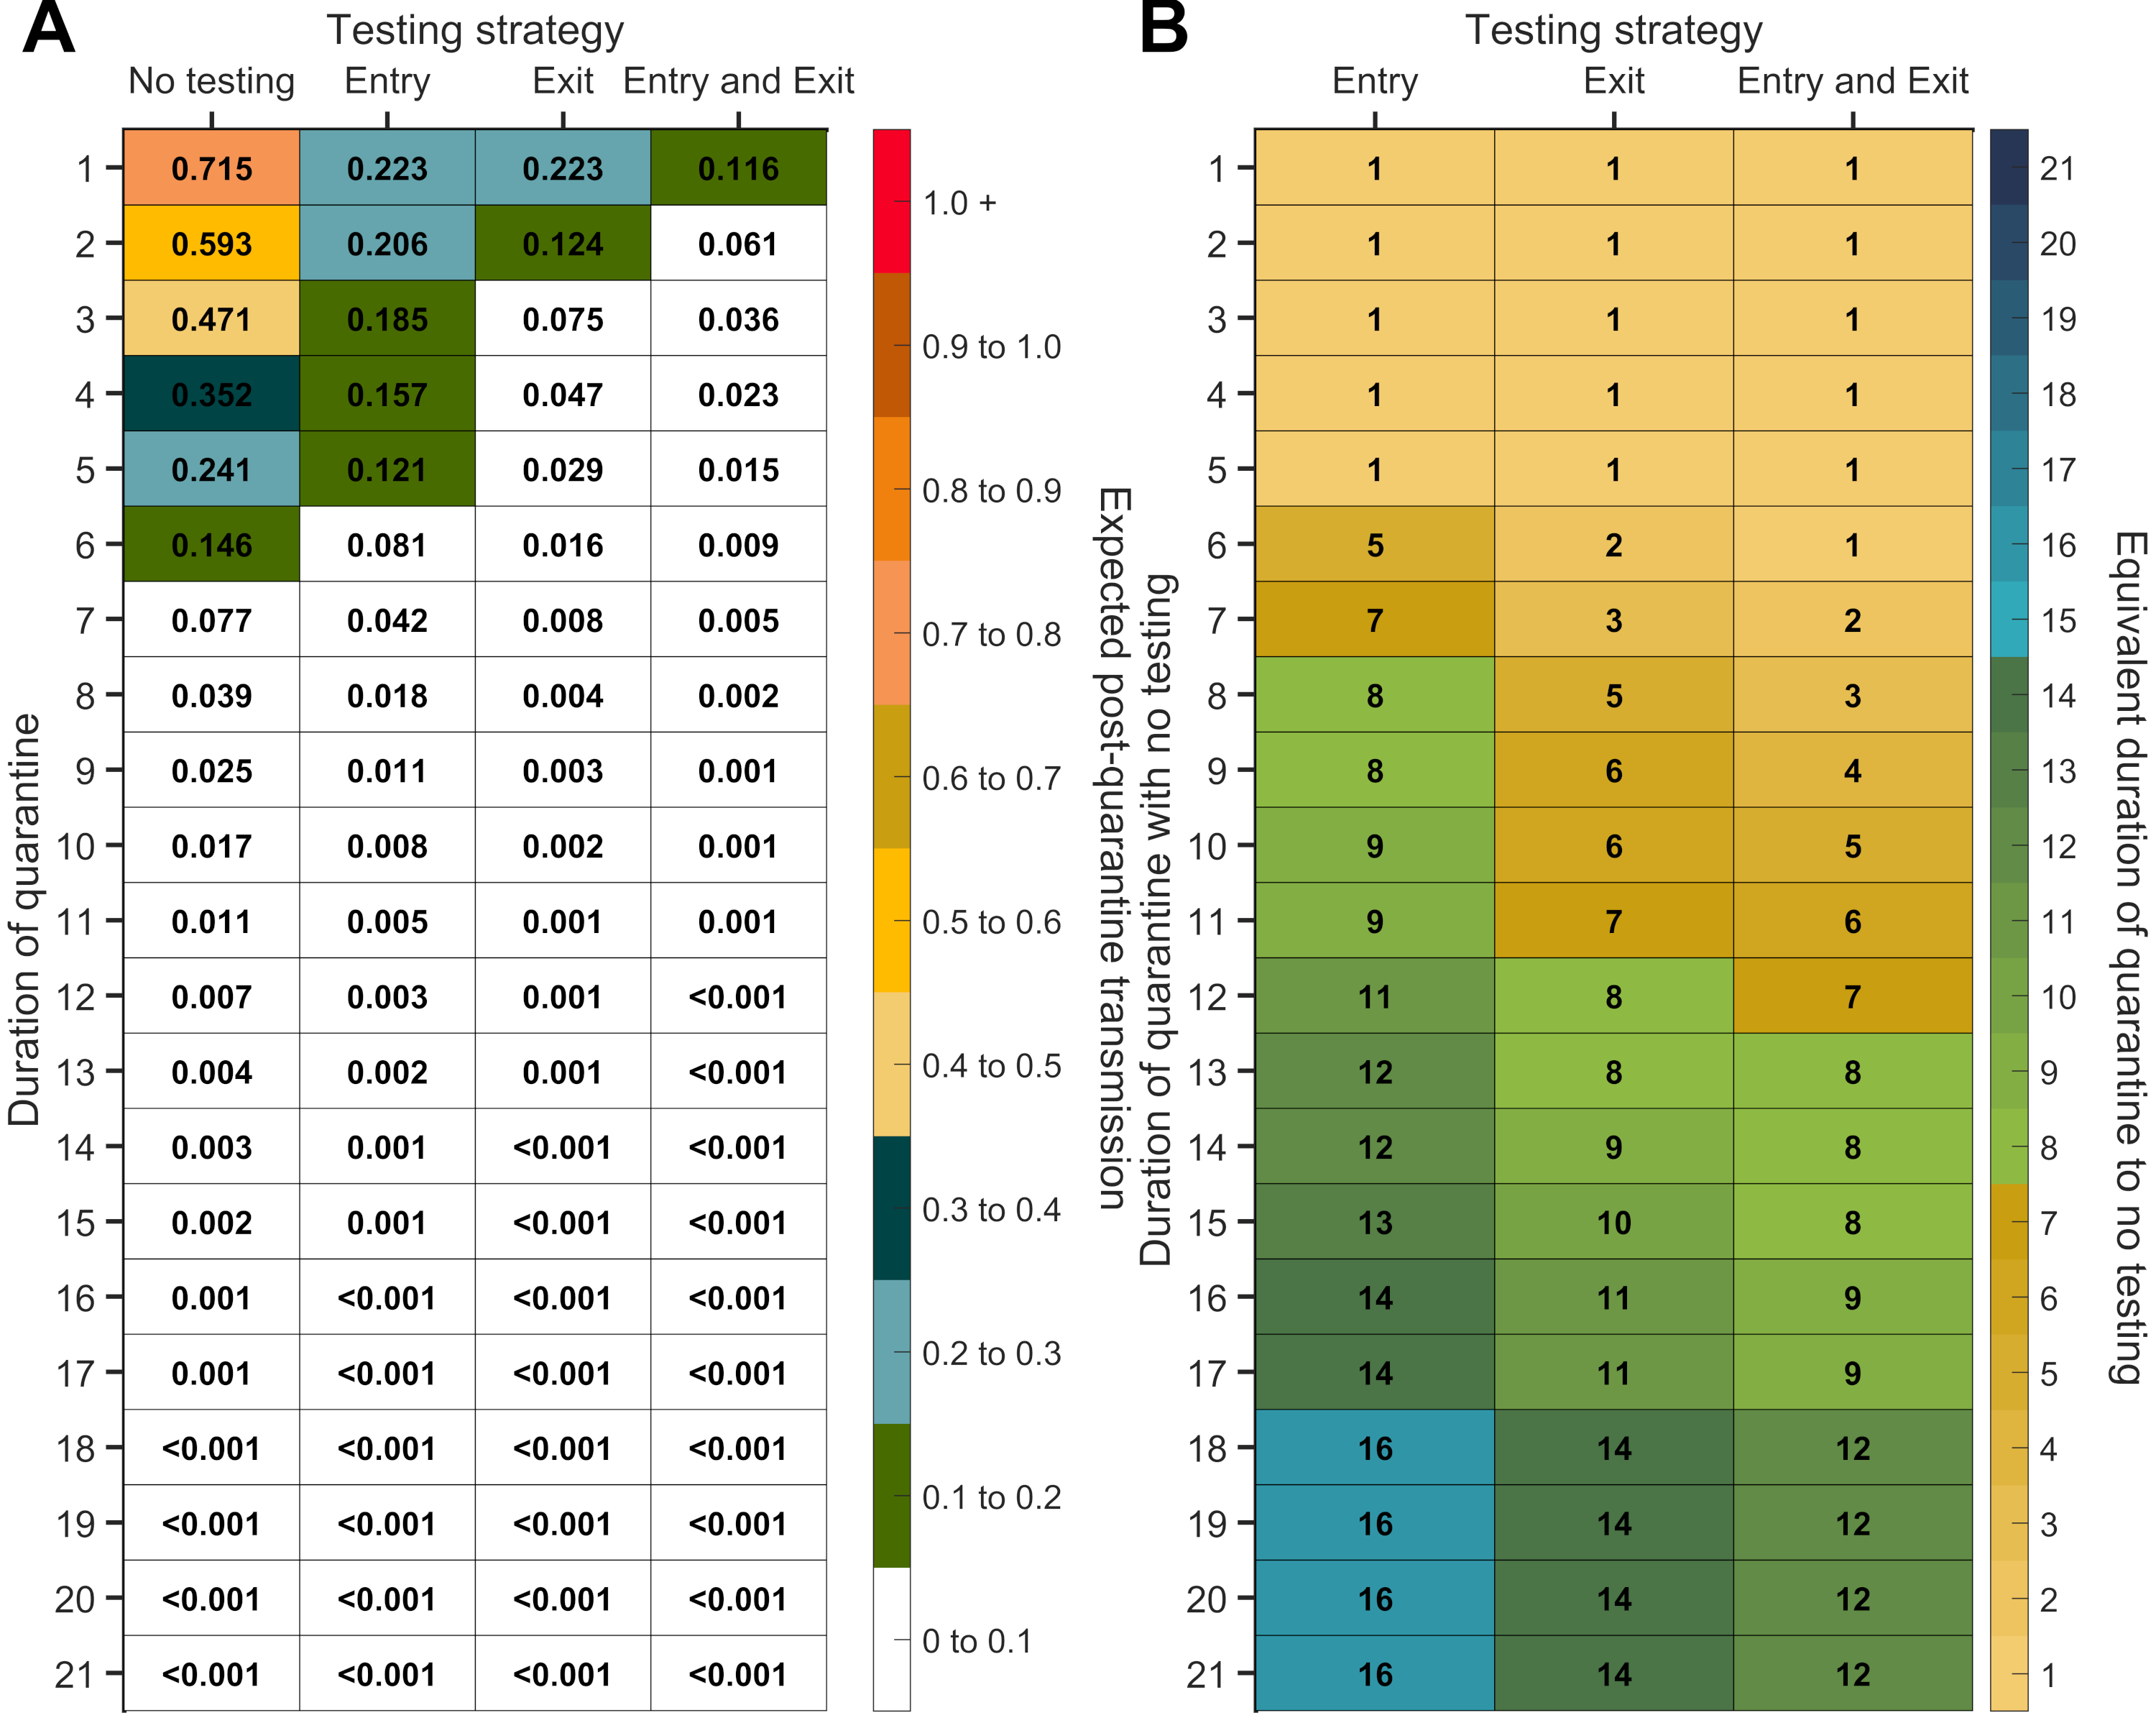 A
Testing strategy
No testing Entry Exit Entry and Exit
1 0.715 0.223 0.223 0.116
2 0.593 0.206 0.124 0.061
3 0.471 0.185 0.075 0.036
4 0.352 0.157 0.047 0.023
5 0.241 0.121 0.029 0.015
6 0.146 0.081 0.016 0.009
7 0.077 0.042 0.008 0.005
8 0.039 0.018 0.004 0.002
9 0.025 0.011 0.003 0.001
10 0.017 0.008 0.002 0.001
11 0.011 0.005 0.001 0.001
12 0.007 0.003 0.001 <0.001
13 0.004 0.002 0.001 <0.001
14 0.003 0.001 <0.001 <0.001
15 0.002 0.001 <0.001 <0.001
16 0.001 <0.001 <0.001 <0.001
17 0.001 <0.001 <0.001 <0.001
18 <0.001 <0.001 <0.001 <0.001
19 <0.001 <0.001 <0.001 <0.001
20 <0.001 <0.001 <0.001 <0.001
21 <0.001 <0.001 <0.001 <0.001
Duration of quarantine
1.0 +
0.9 to 1.0
0.8 to 0.9
0.7 to 0.8
0.6 to 0.7
0.5 to 0.6
0.4 to 0.5
0.3 to 0.4
0.2 to 0.3
0.1 to 0.2
0 to 0.1
Expected post-quarantine transmission
B
Testing strategy
Entry Exit Entry and Exit
1 1 1 1
2 1 1 1
3 1 1 1
4 1 1 1
5 1 1 1
6 5 2 1
7 7 3 2
8 8 5 3
9 8 6 4
10 9 6 5
11 9 7 6
12 11 8 7
13 12 8 8
14 12 9 8
15 13 10 8
16 14 11 9
17 14 11 9
18 16 14 12
19 16 14 12
20 16 14 12
21 16 14 12
Duration of quarantine with no testing
21
20
19
18
17
16
15
14
13
12
11
10
9
8
7
6
5
4
3
2
1
Equivalent duration of quarantine to no testing